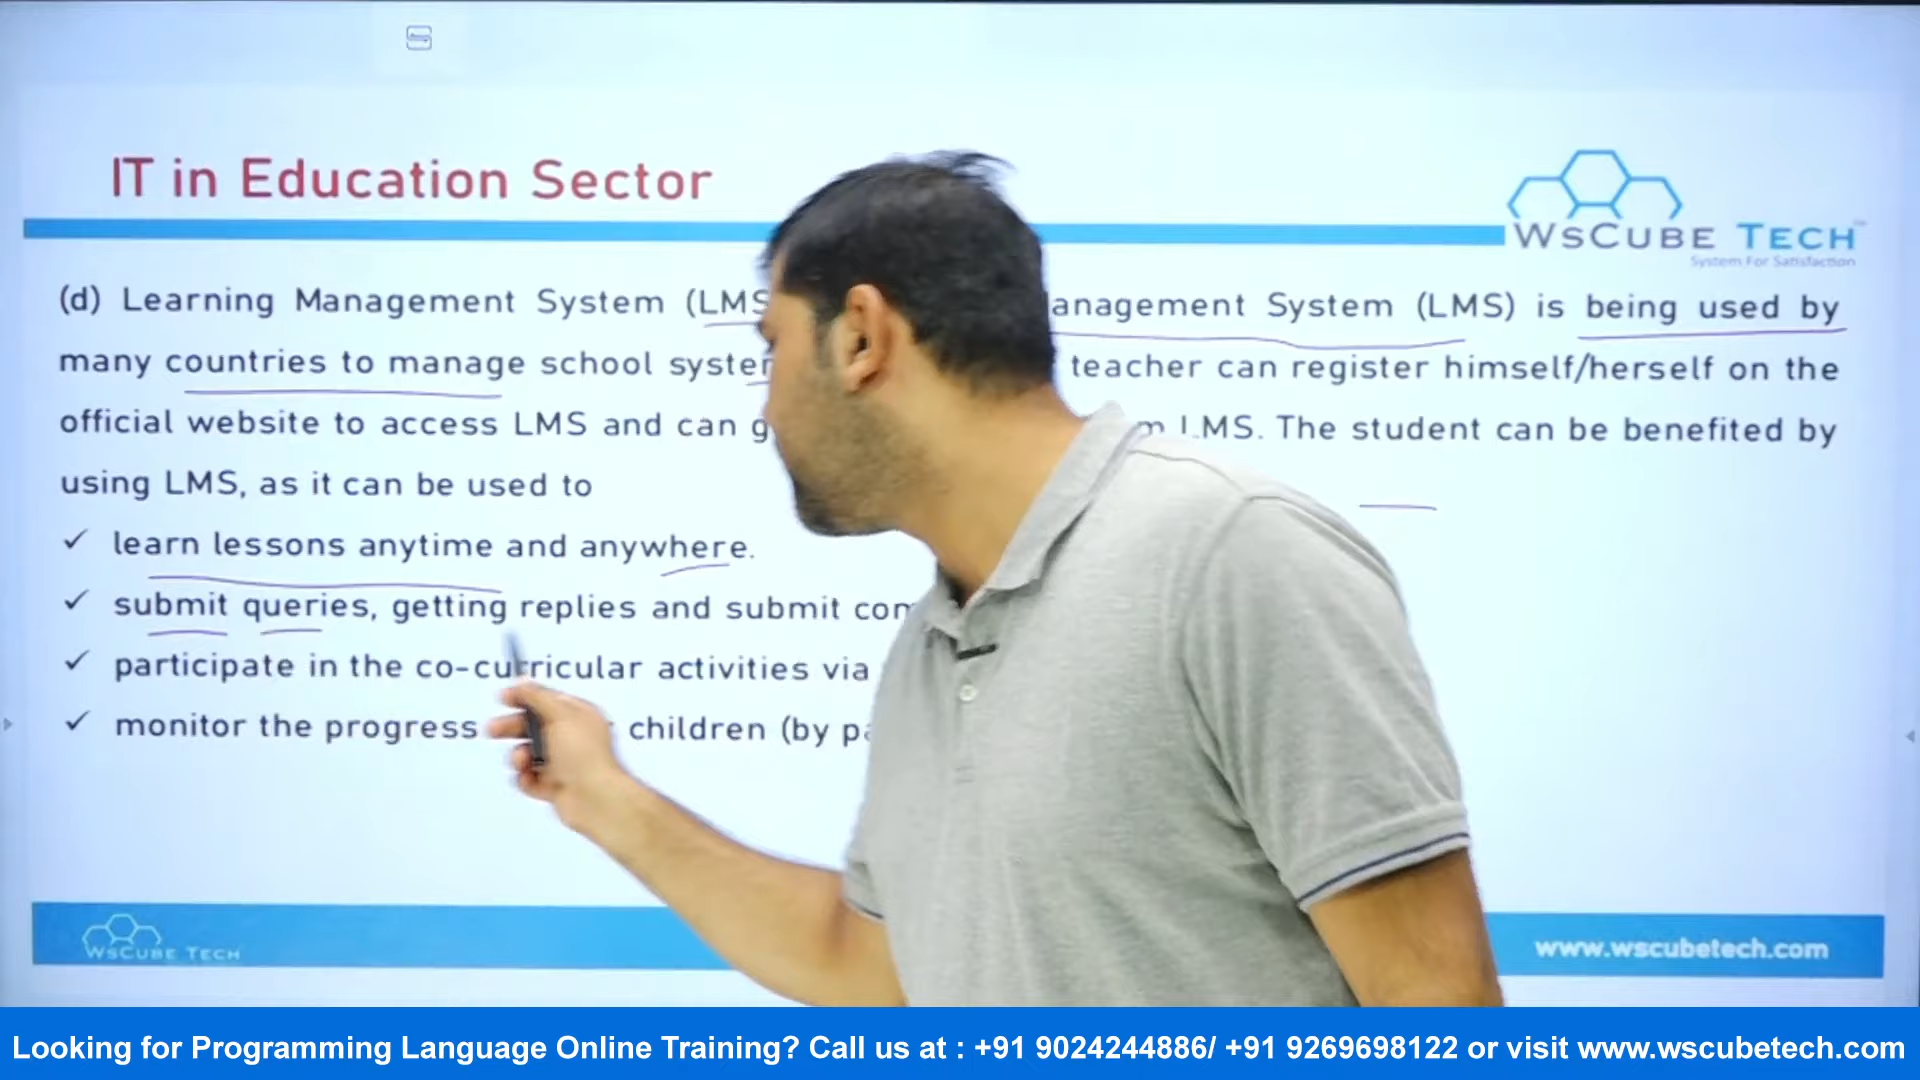 IT in Education Sector
WSCUBE TECH
System For Satisfaction
(d) Learning Management System (LMS anagement System (LMS) is being used by
many countries to manage school system teacher can register himself/herself on the
official website to access LMS and can LMS. The student can be benefited by
using LMS, as it can be used to
✓ learn lessons anytime and anywhere.
✓ submit queries, getting replies and submit
✓ participate in the co-curricular activities via
✓ monitor the progress children (by
WSCUBE TECH
www.wscubetech.com
Looking for Programming Language Online Training? Call us at : +91 9024244886/ +91 9269698122 or visit www.wscubetech.com